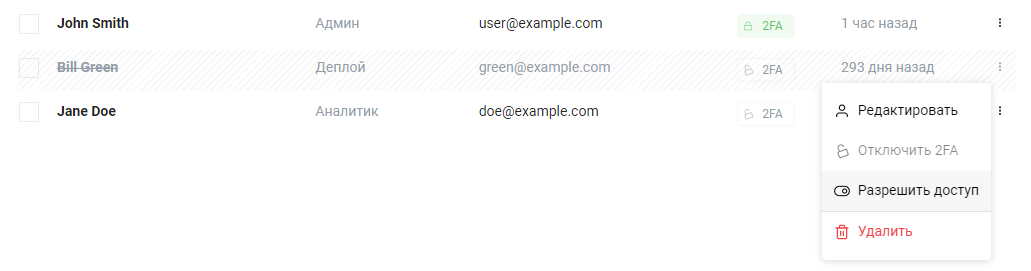 John Smith Админ user@example.com 2FA 1 час назад
Bill Green Деплой green@example.com 2FA 293 дня назад
Jane Doe Аналитик doe@example.com 2FA
Редактировать
Отключить 2FA
Разрешить доступ
Удалить